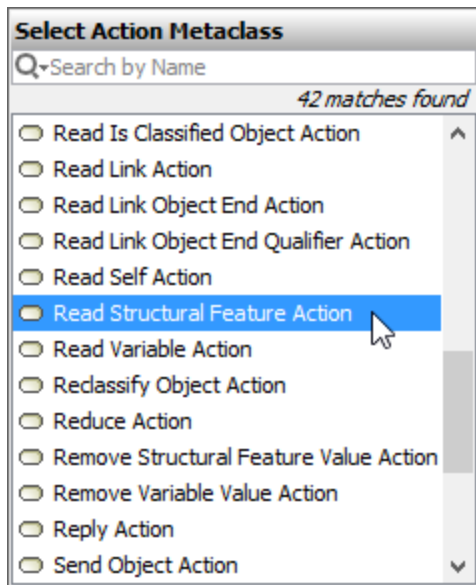 Select Action Metaclass
Search by Name
42 matches found
Read Is Classified Object Action
Read Link Action
Read Link Object End Action
Read Link Object End Qualifier Action
Read Self Action
Read Structural Feature Action
Read Variable Action
Reclassify Object Action
Reduce Action
Remove Structural Feature Value Action
Remove Variable Value Action
Reply Action
Send Object Action